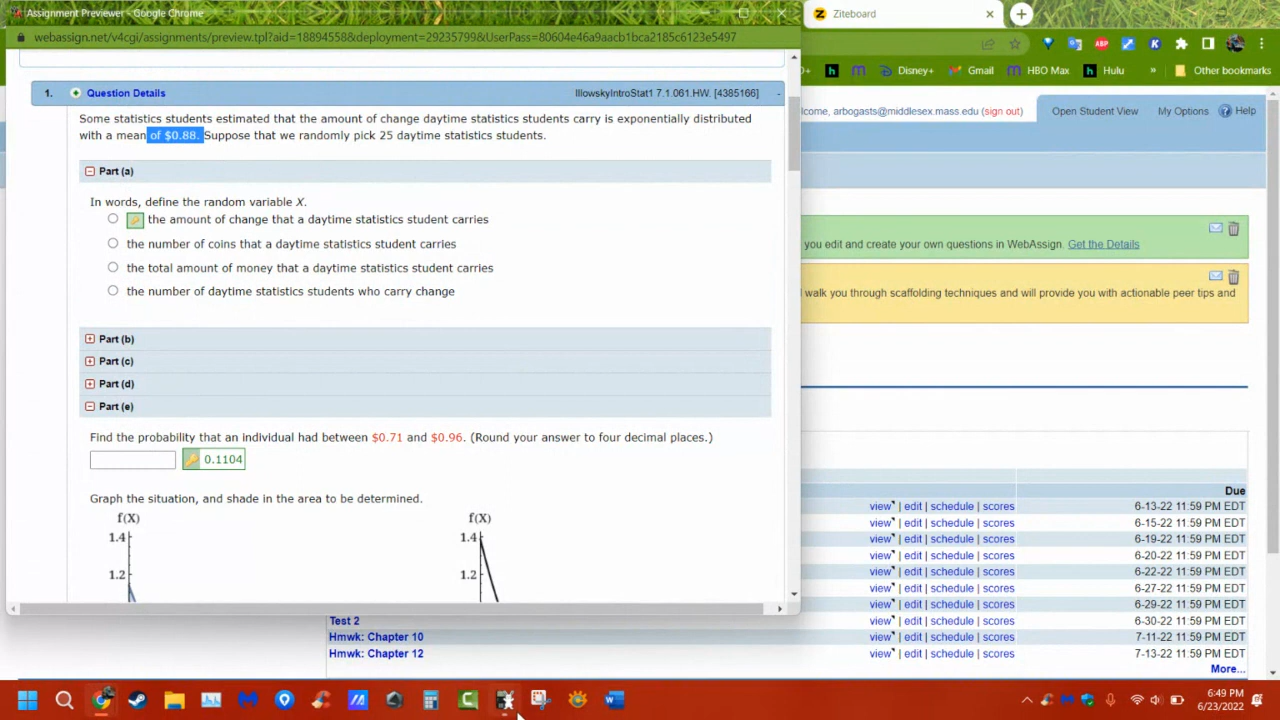 Assignment Previewer - Google Chrome
Ziteboard
webassign.net/v4cgi/assignments/preview.tpl?aid=18894558&deployment=29235799&UserPass=80604e46a9aacb1bca2185c6123e5497
Disney+
Gmail
HBO Max
Hulu
»
Other bookmarks
1.
Question Details
IllowskyIntroStat1 7.1.061.HW. [4385166]
Some statistics students estimated that the amount of change daytime statistics students carry is exponentially distributed
with a mean of $0.88. Suppose that we randomly pick 25 daytime statistics students.
Part (a)
In words, define the random variable X.
the amount of change that a daytime statistics student carries
the number of coins that a daytime statistics student carries
the total amount of money that a daytime statistics student carries
the number of daytime statistics students who carry change
Part (b)
Part (c)
Part (d)
Part (e)
Find the probability that an individual had between $0.71 and $0.96. (Round your answer to four decimal places.)
0.1104
Graph the situation, and shade in the area to be determined.
f(X)
1.4
1.2
f(X)
1.4
1.2
come, arbogasts@middlesex.mass.edu (sign out)
Open Student View
My Options
Help
you edit and create your own questions in WebAssign. Get the Details
walk you through scaffolding techniques and will provide you with actionable peer tips and
Due
view | edit | schedule | scores 6-13-22 11:59 PM EDT
view | edit | schedule | scores 6-15-22 11:59 PM EDT
view | edit | schedule | scores 6-19-22 11:59 PM EDT
view | edit | schedule | scores 6-20-22 11:59 PM EDT
view | edit | schedule | scores 6-22-22 11:59 PM EDT
view | edit | schedule | scores 6-27-22 11:59 PM EDT
view | edit | schedule | scores 6-29-22 11:59 PM EDT
Test 2 view | edit | schedule | scores 6-30-22 11:59 PM EDT
Hmwk: Chapter 10 view | edit | schedule | scores 7-11-22 11:59 PM EDT
Hmwk: Chapter 12 view | edit | schedule | scores 7-13-22 11:59 PM EDT
More...
6:49 PM
6/23/2022